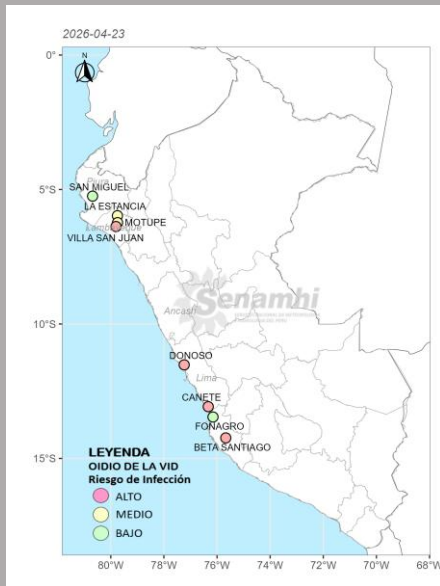 2026-04-23
N
0°
5°S
10°S
15°S
Piura
SAN MIGUEL
LA ESTANCIA
MOTUPE
VILLA SAN JUAN
Ancash
Senamhi
DONOSO
Lima
CANETE
FONAGRO
BETA SANTIAGO
LEYENDA
OIDIO DE LA VID
Riesgo de Infección
ALTO
MEDIO
BAJO
80°W 78°W 76°W 74°W 72°W 70°W 68°W